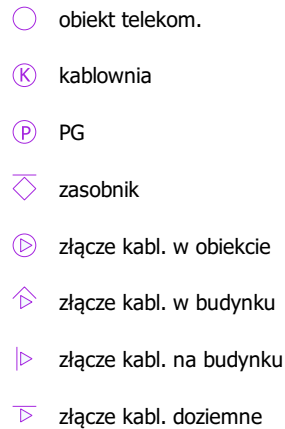 obiekt telekom.
K kablownia
P PG
zasobnik
złącze kabl. w obiekcie
złącze kabl. w budynku
złącze kabl. na budynku
złącze kabl. doziemne